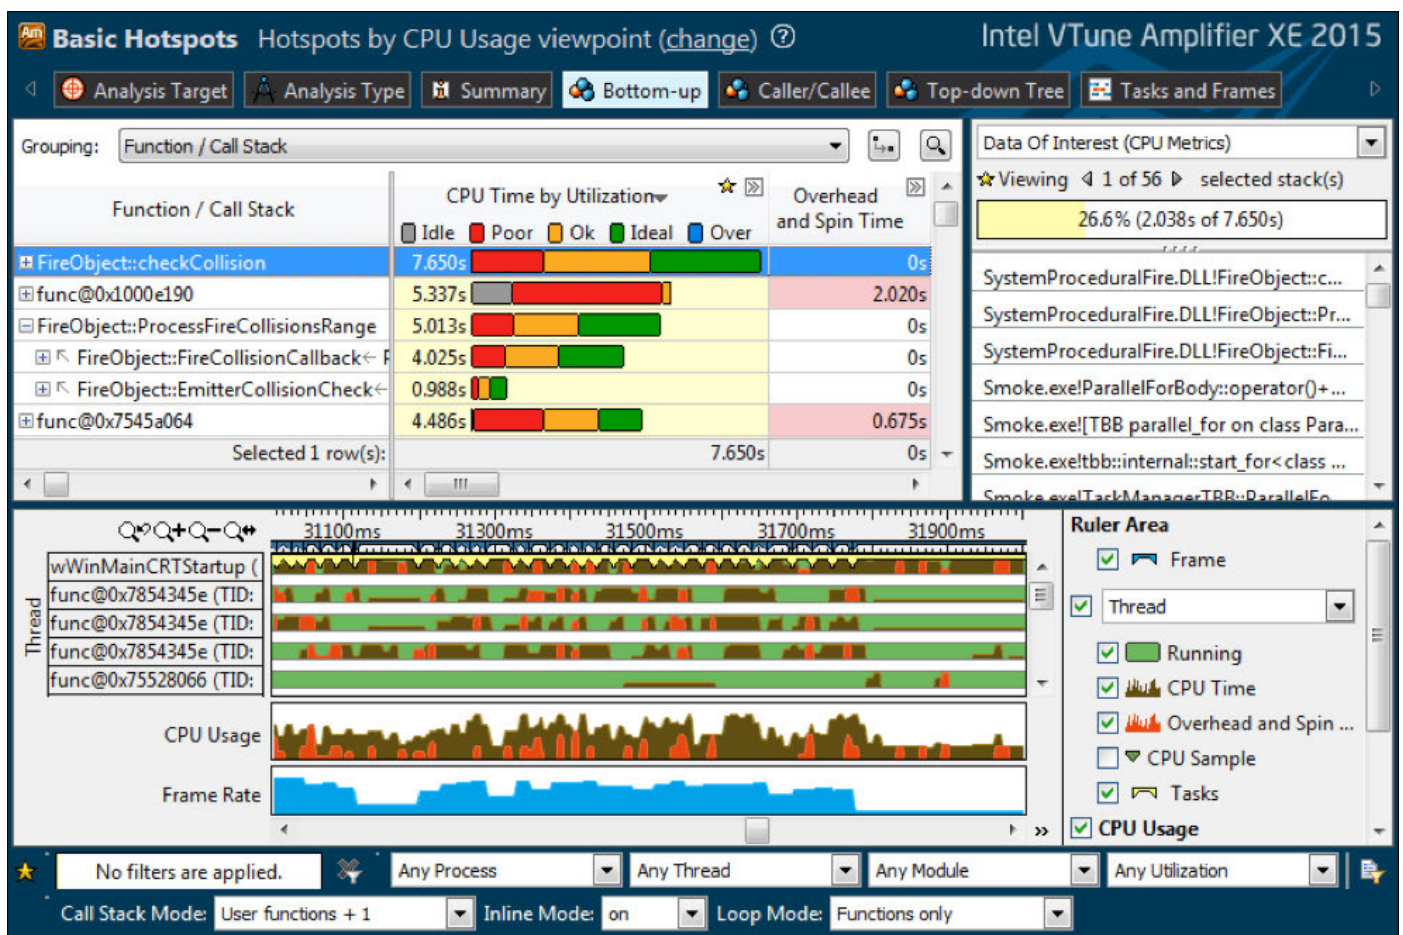 Basic Hotspots Hotspots by CPU Usage viewpoint (change) ? Intel VTune Amplifier XE 2015
Analysis Target Analysis Type Summary Bottom-up Caller/Callee Top-down Tree Tasks and Frames
Grouping: Function / Call Stack
Function / Call Stack
CPU Time by Utilization
Idle Poor Ok Ideal Over
Overhead
and Spin Time
FireObject::checkCollision 7.650s 0s
func@0x1000e190 5.337s 2.020s
FireObject::ProcessFireCollisionsRange 5.013s 0s
FireObject::FireCollisionCallback← F 4.025s 0s
FireObject::EmitterCollisionCheck← 0.988s 0s
func@0x7545a064 4.486s 0.675s
Selected 1 row(s): 7.650s 0s
Data Of Interest (CPU Metrics)
Viewing 1 of 56 selected stack(s)
26.6% (2.038s of 7.650s)
SystemProceduralFire.DLL!FireObject::c...
SystemProceduralFire.DLL!FireObject::Pr...
SystemProceduralFire.DLL!FireObject::Fi...
Smoke.exe!ParallelForBody::operator()+...
Smoke.exe![TBB parallel_for on class Para...
Smoke.exe!tbb::internal::start_for<class ...
Smoke.exe!TaskManagerTBB::ParallelFo
31100ms 31300ms 31500ms 31700ms 31900ms
Thread
wWinMainCRTStartup (
func@0x7854345e (TID:
func@0x7854345e (TID:
func@0x7854345e (TID:
func@0x75528066 (TID:
CPU Usage
Frame Rate
Ruler Area
Frame
Thread
Running
CPU Time
Overhead and Spin ...
CPU Sample
Tasks
CPU Usage
No filters are applied. Any Process Any Thread Any Module Any Utilization
Call Stack Mode: User functions + 1 Inline Mode: on Loop Mode: Functions only